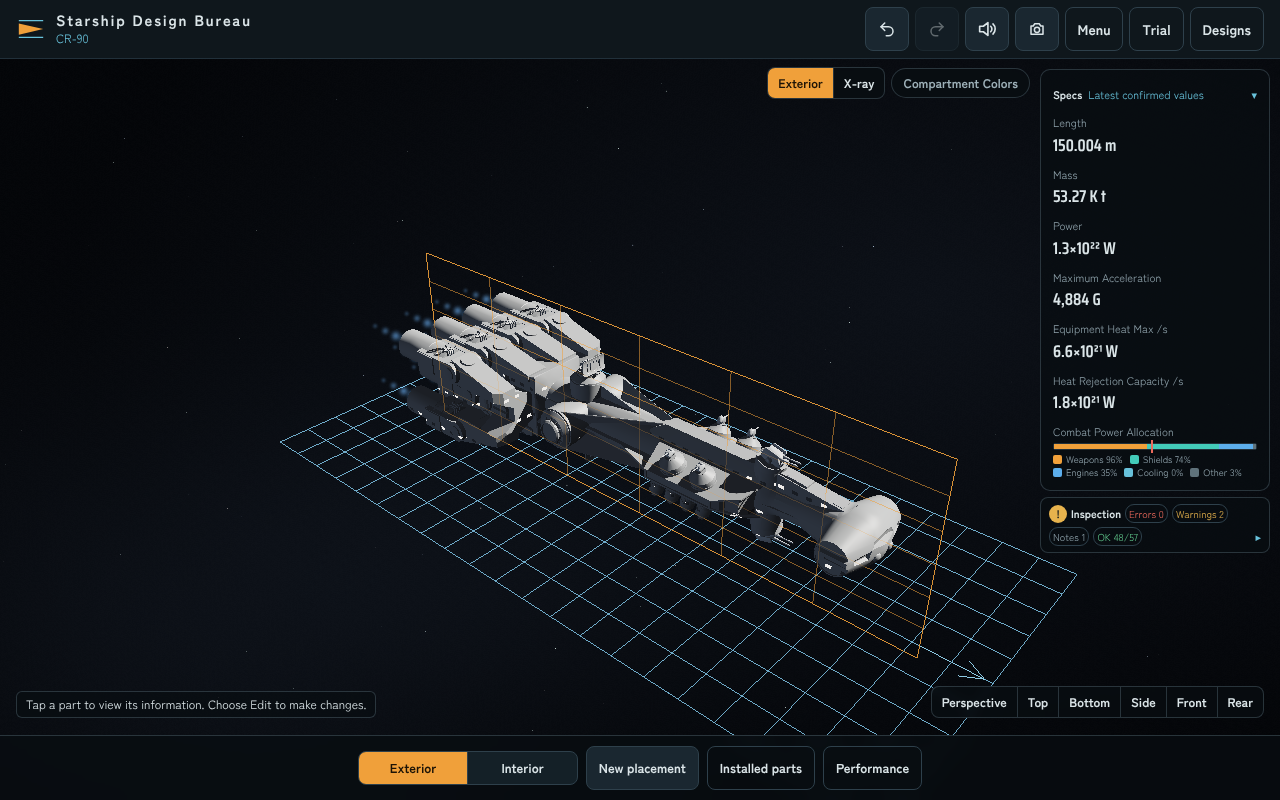 Starship Design Bureau
CR-90
Menu
Trial
Designs
Exterior
X-ray
Compartment Colors
Specs Latest confirmed values
Length
150.004 m
Mass
53.27 K t
Power
1.3×10²² W
Maximum Acceleration
4,884 G
Equipment Heat Max /s
6.6×10²¹ W
Heat Rejection Capacity /s
1.8×10²¹ W
Combat Power Allocation
Weapons 96% Shields 74%
Engines 35% Cooling 0% Other 3%
! Inspection Errors 0 Warnings 2
Notes 1 OK 48/57
Tap a part to view its information. Choose Edit to make changes.
Perspective
Top
Bottom
Side
Front
Rear
Exterior
Interior
New placement
Installed parts
Performance